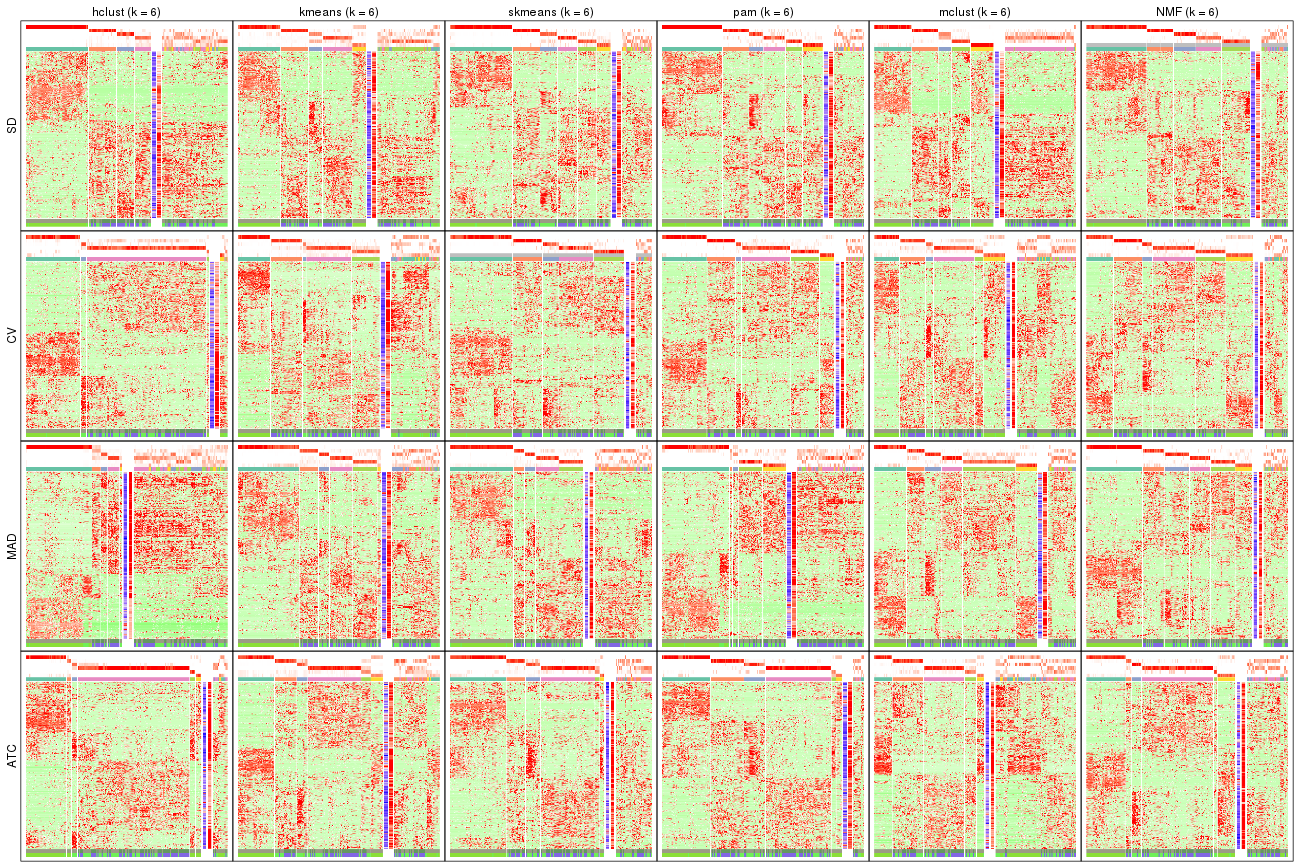 hclust (k = 6) kmeans (k = 6) skmeans (k = 6) pam (k = 6) mclust (k = 6) NMF (k = 6)
SD
CV
MAD
ATC